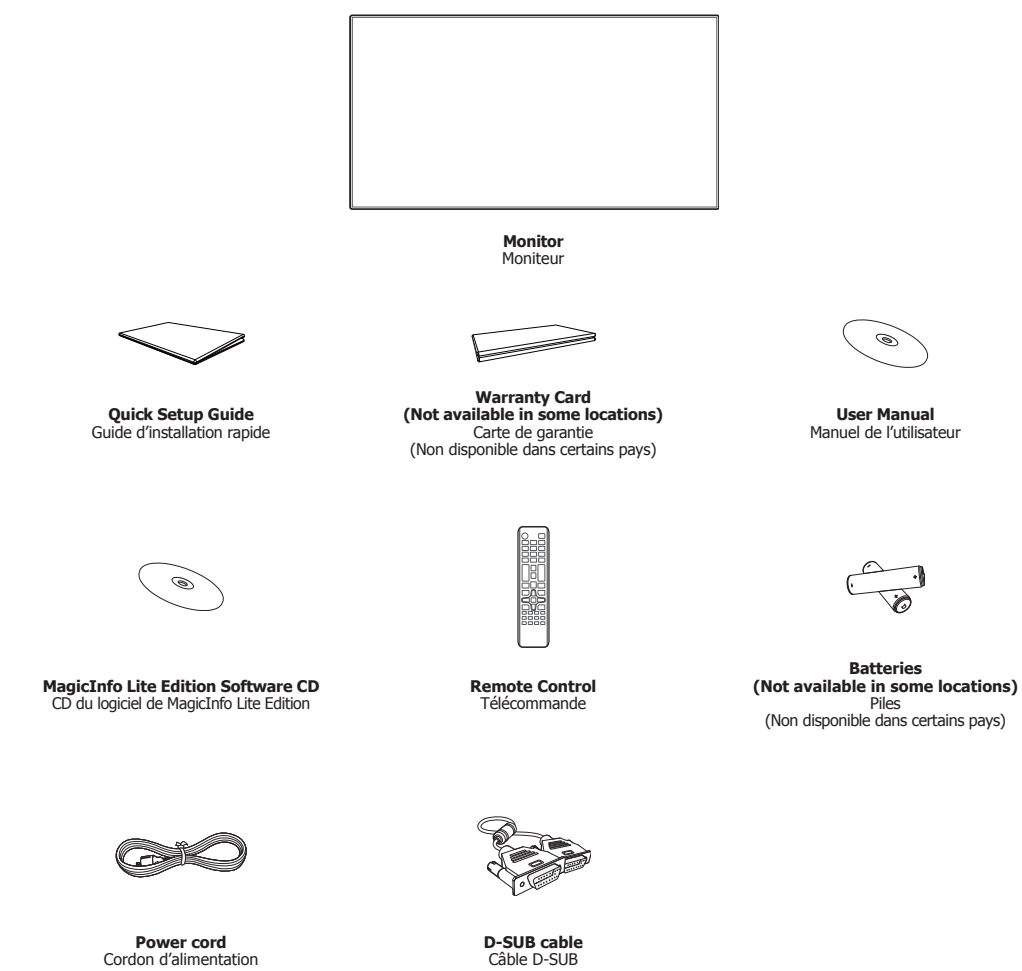 Monitor
Moniteur
Quick Setup Guide
Guide d’installation rapide
Warranty Card
(Not available in some locations)
Carte de garantie
(Non disponible dans certains pays)
User Manual
Manuel de l’utilisateur
MagicInfo Lite Edition Software CD
CD du logiciel de MagicInfo Lite Edition
Remote Control
Télécommande
Batteries
(Not available in some locations)
Piles
(Non disponible dans certains pays)
Power cord
Cordon d’alimentation
D-SUB cable
Câble D-SUB